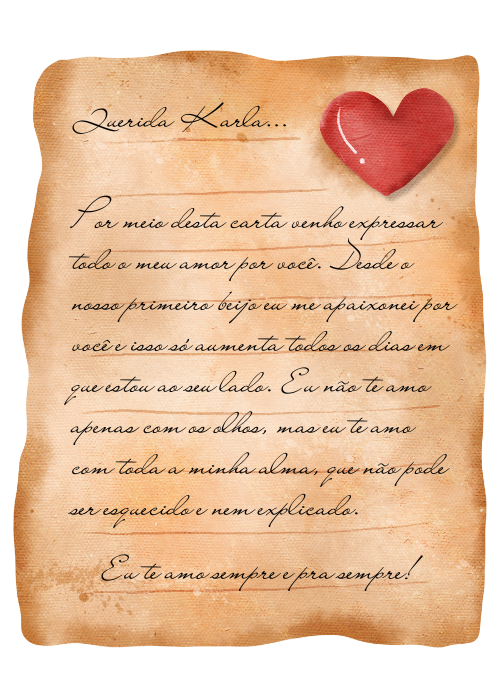 Querida Karla...
Por meio desta carta venho expressar
todo o meu amor por você. Desde o
nosso primeiro beijo eu me apaixonei por
você e isso só aumenta todos os dias em
que estou ao seu lado. Eu não te amo
apenas com os olhos, mas eu te amo
com toda a minha alma, que não pode
ser esquecido e nem explicado.
Eu te amo sempre e pra sempre!